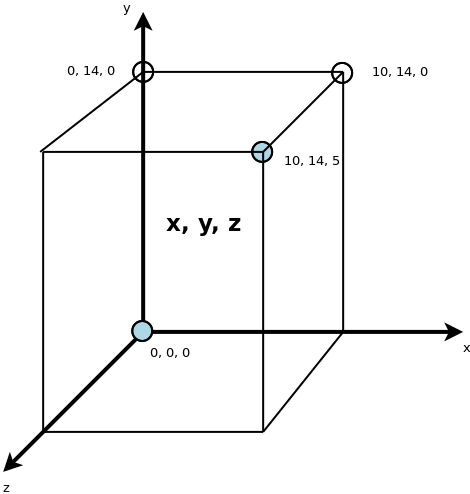 y
0, 14, 0
10, 14, 0
10, 14, 5
x, y, z
0, 0, 0
x
z